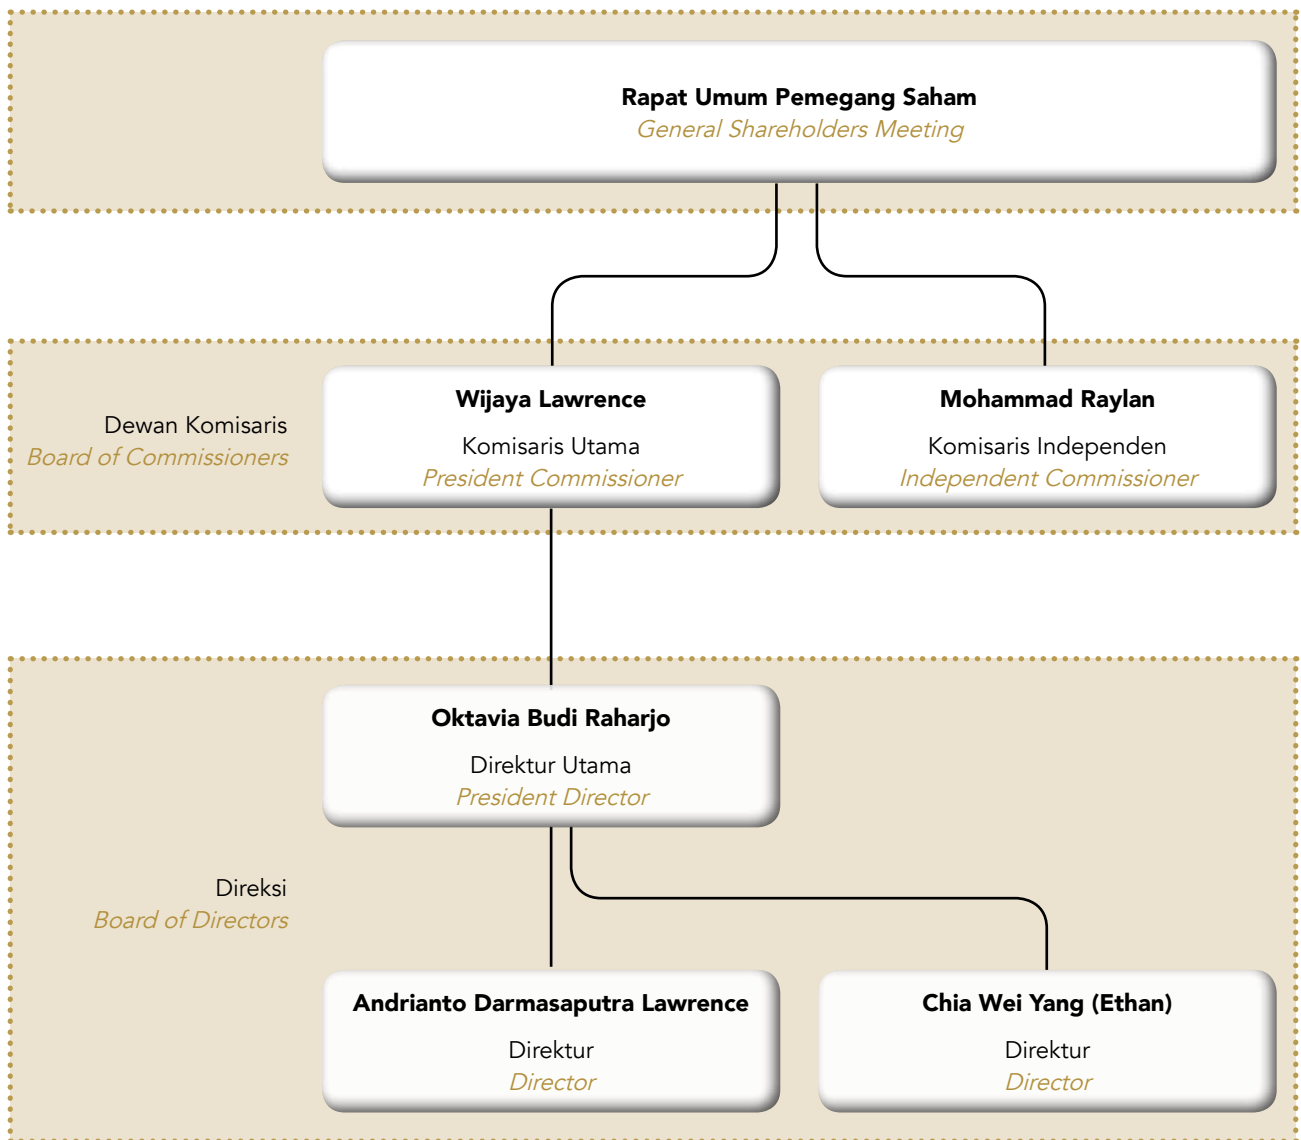 Rapat Umum Pemegang Saham
General Shareholders Meeting
Dewan Komisaris
Board of Commissioners
Wijaya Lawrence
Komisaris Utama
President Commissioner
Mohammad Raylan
Komisaris Independen
Independent Commissioner
Oktavia Budi Raharjo
Direktur Utama
President Director
Direksi
Board of Directors
Andrianto Darmasaputra Lawrence
Direktur
Director
Chia Wei Yang (Ethan)
Direktur
Director